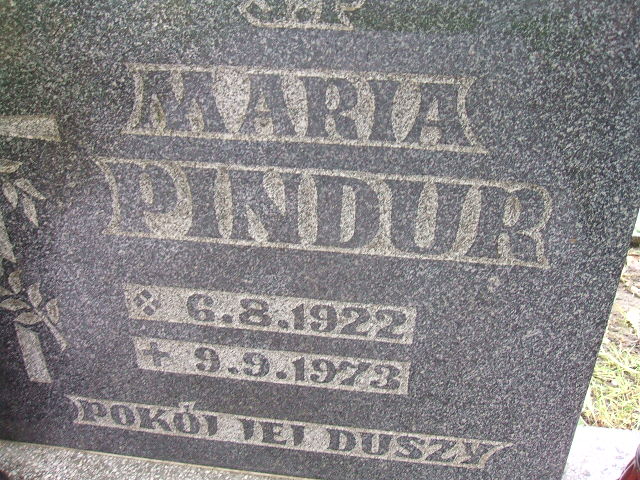 Ś.P
MARIA
PINDUR
6.8.1922
9.9.1973
POKÓJ JEJ DUSZY